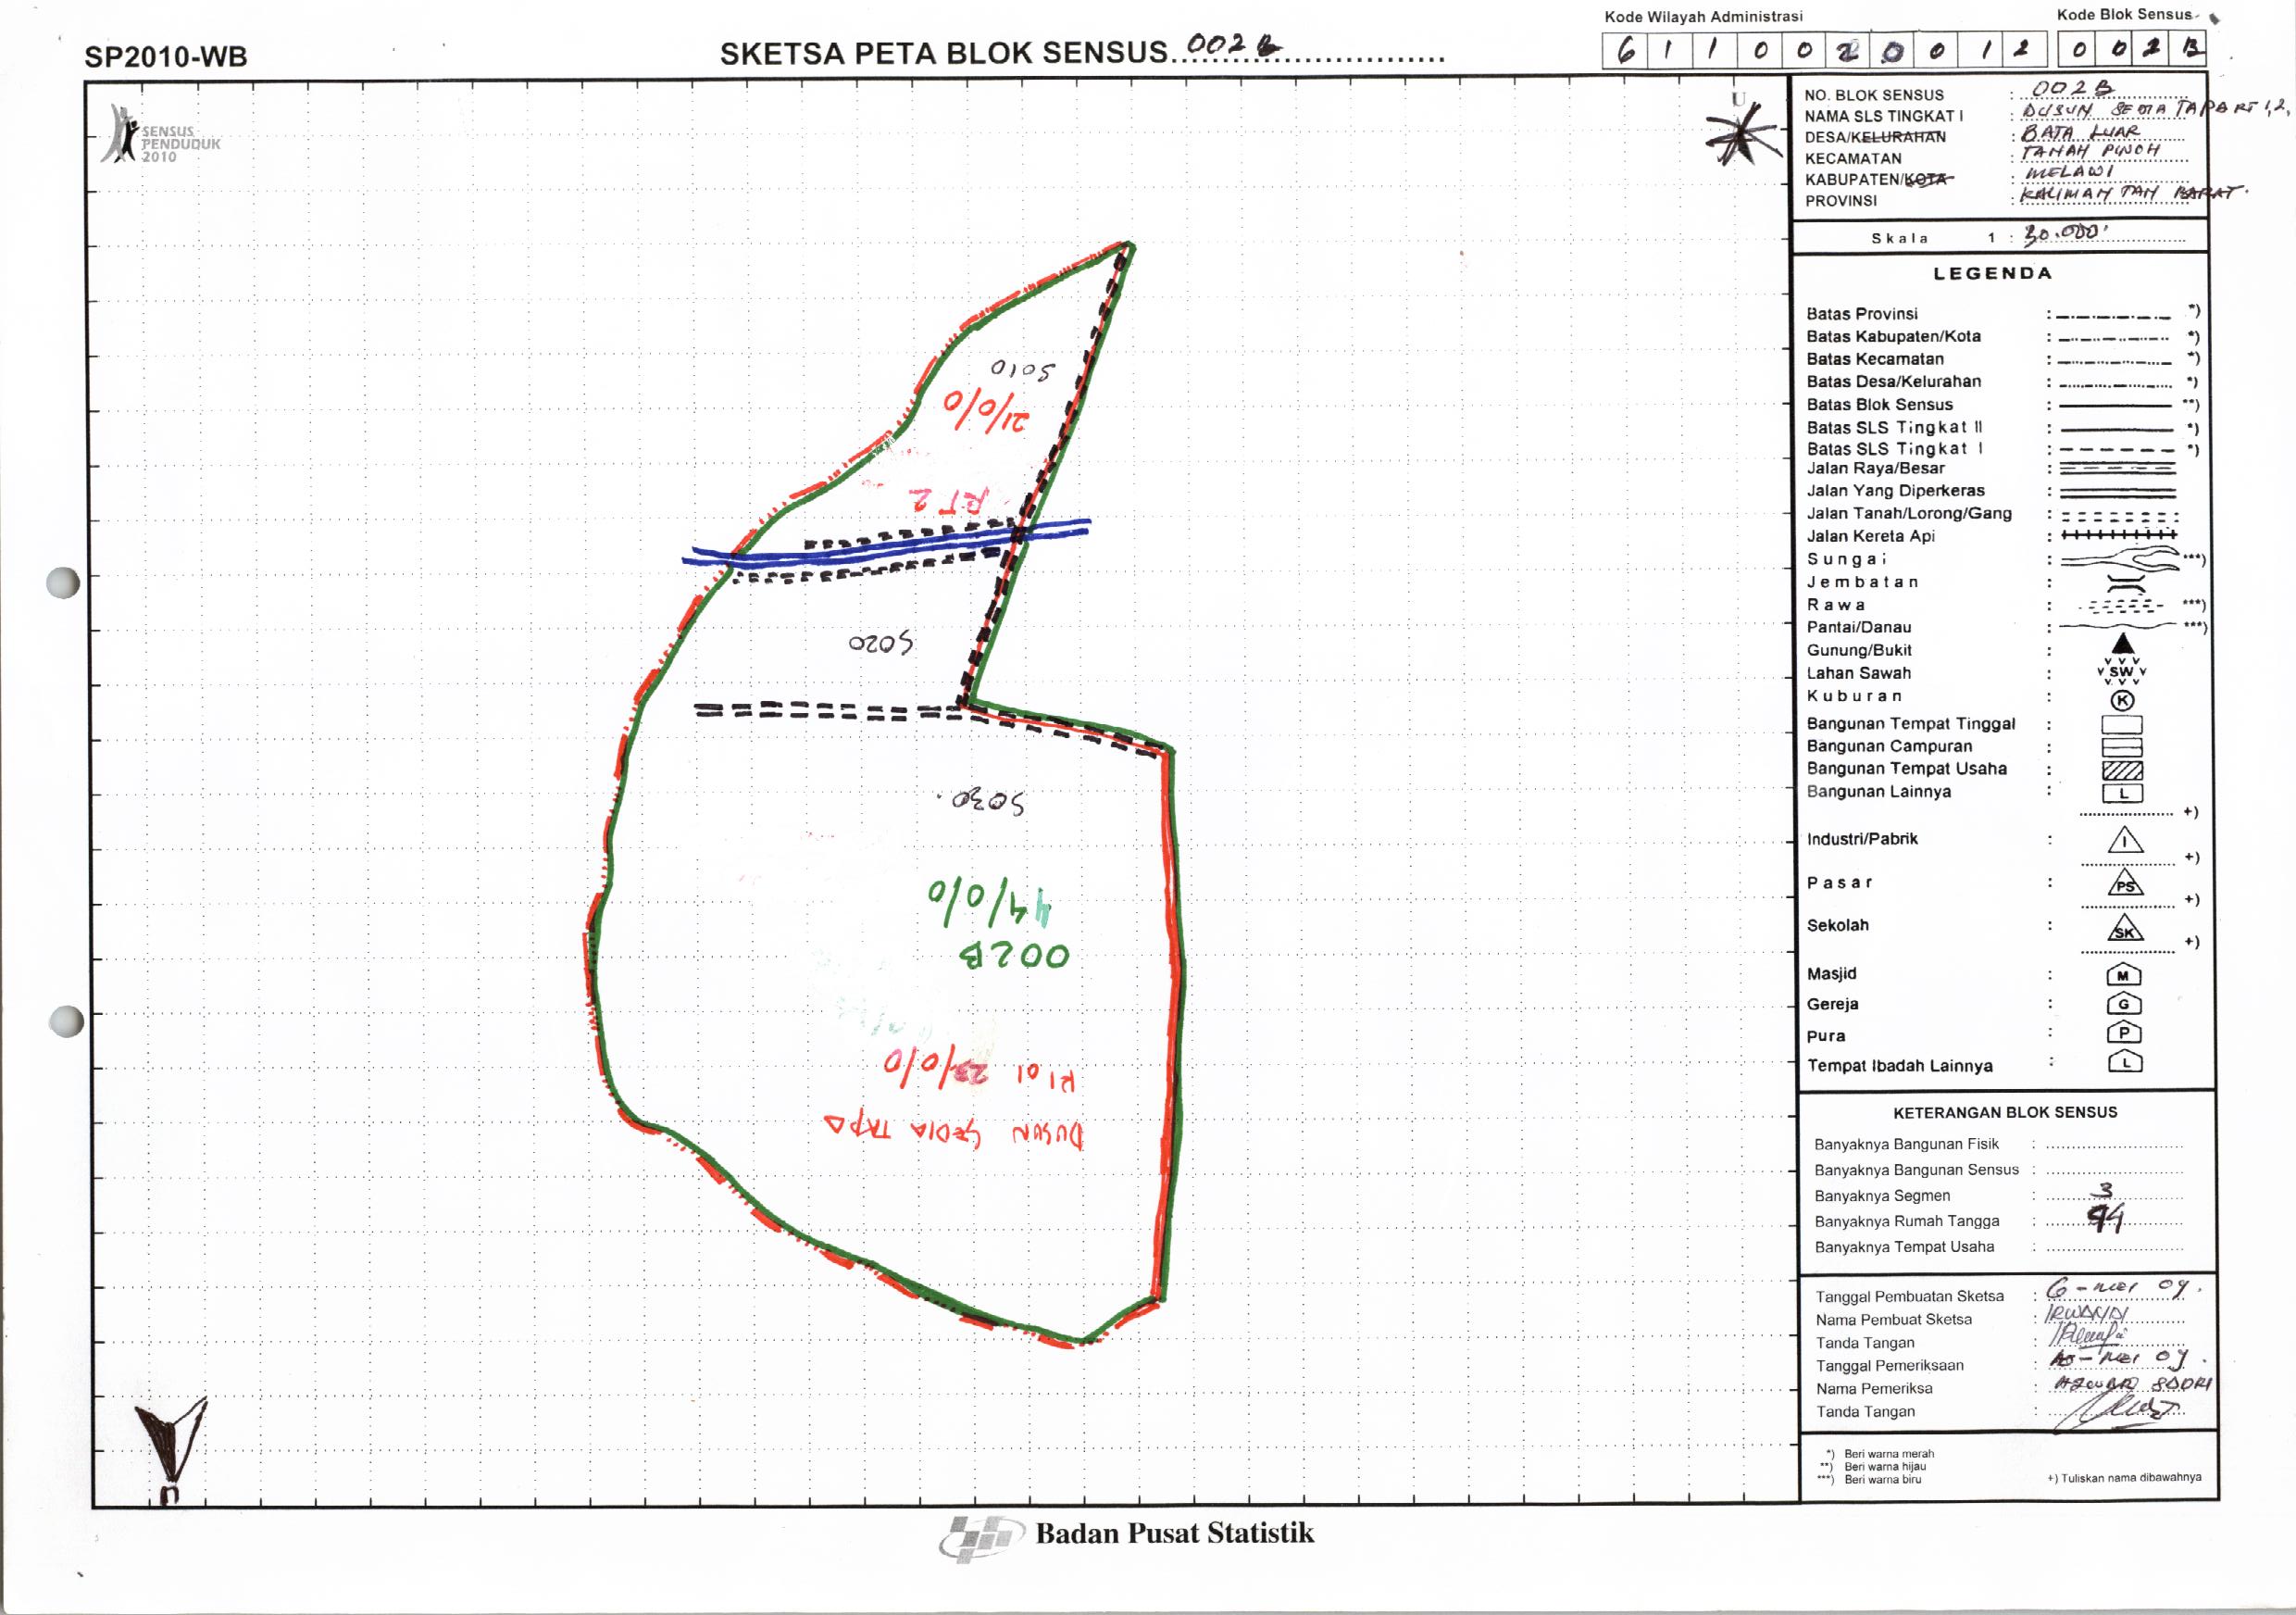 Kode Wilayah Administrasi
Kode Blok Sensus
SP2010-WB
SKETSA PETA BLOK SENSUS 002B
6 1 1 0 0 2 0 0 1 2 0 0 2 B
SENSUS
PENDUDUK
2010
U
NO. BLOK SENSUS : 002B
NAMA SLS TINGKAT I : DUSUN SEDIA TAPA RT 1,2,
DESA/KELURAHAN : BATA LUAR
KECAMATAN : TANAH PINOH
KABUPATEN/KOTA : MELAWI
PROVINSI : KALIMANTAN BARAT.
Skala 1 : 30.000
LEGENDA
Batas Provinsi : *)
Batas Kabupaten/Kota : *)
Batas Kecamatan : *)
Batas Desa/Kelurahan : *)
Batas Blok Sensus : **)
Batas SLS Tingkat II : *)
Batas SLS Tingkat I : *)
Jalan Raya/Besar :
Jalan Yang Diperkeras :
Jalan Tanah/Lorong/Gang :
Jalan Kereta Api :
Sungai : ***)
Jembatan :
Rawa : ***)
Pantai/Danau : ***)
Gunung/Bukit :
Lahan Sawah : SW
Kuburan : K
Bangunan Tempat Tinggal :
Bangunan Campuran :
Bangunan Tempat Usaha :
Bangunan Lainnya : L
+)
Industri/Pabrik : I
+)
Pasar : PS
+)
Sekolah : SK
+)
Masjid : M
Gereja : G
Pura : P
Tempat Ibadah Lainnya : L
KETERANGAN BLOK SENSUS
Banyaknya Bangunan Fisik :
Banyaknya Bangunan Sensus :
Banyaknya Segmen : 3
Banyaknya Rumah Tangga : 44
Banyaknya Tempat Usaha :
Tanggal Pembuatan Sketsa : 6 - MEI 09.
Nama Pembuat Sketsa : IRWANDI
Tanda Tangan :
Tanggal Pemeriksaan : - MEI 09.
Nama Pemeriksa :
Tanda Tangan :
*) Beri warna merah
**) Beri warna hijau
***) Beri warna biru
+) Tuliskan nama dibawahnya
S010
21/0/0
RT 2
S020
S030.
44/0/0
002B
RT 01 23/0/0
DUSUN SEDIA TAPA
n
Badan Pusat Statistik